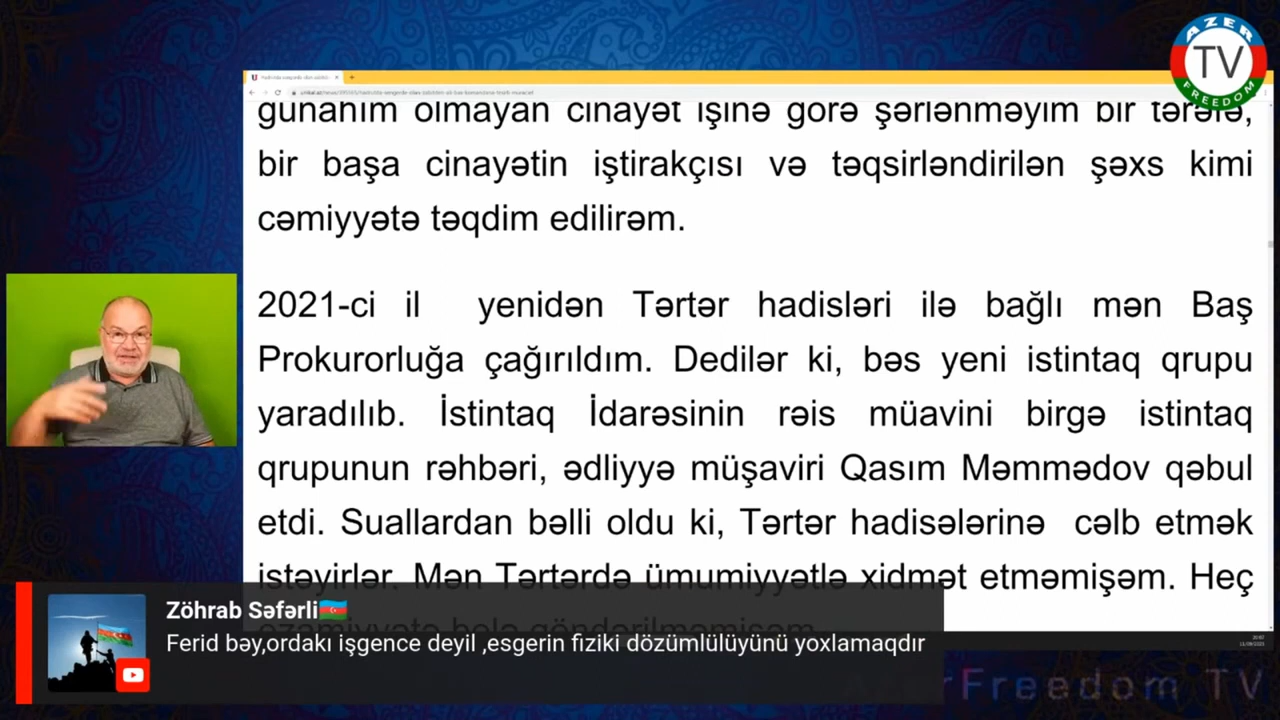 AZER
TV
FREEDOM
günahım olmayan cinayət işinə görə şərlənməyim bir tərəfə,
bir başa cinayətin iştirakçısı və təqsirləndirilən şəxs kimi
cəmiyyətə təqdim edilirəm.
2021-ci il yenidən Tərtər hadisləri ilə bağlı mən Baş
Prokurorluğa çağırıldım. Dedilər ki, bəs yeni istintaq qrupu
yaradılıb. İstintaq İdarəsinin rəis müavini birgə istintaq
qrupunun rəhbəri, ədliyyə müşaviri Qasım Məmmədov qəbul
etdi. Suallardan bəlli oldu ki, Tərtər hadisələrinə cəlb etmək
istəyirlər. Mən Tərtərdə ümumiyyətlə xidmət etməmişəm. Heç
ezamiyyətə belə göndərilməmişəm.
Zöhrab Səfərli
Ferid bəy,ordakı işgence deyil ,esgerin fiziki dözümlülüyünü yoxlamaqdır
AzerFreedom TV